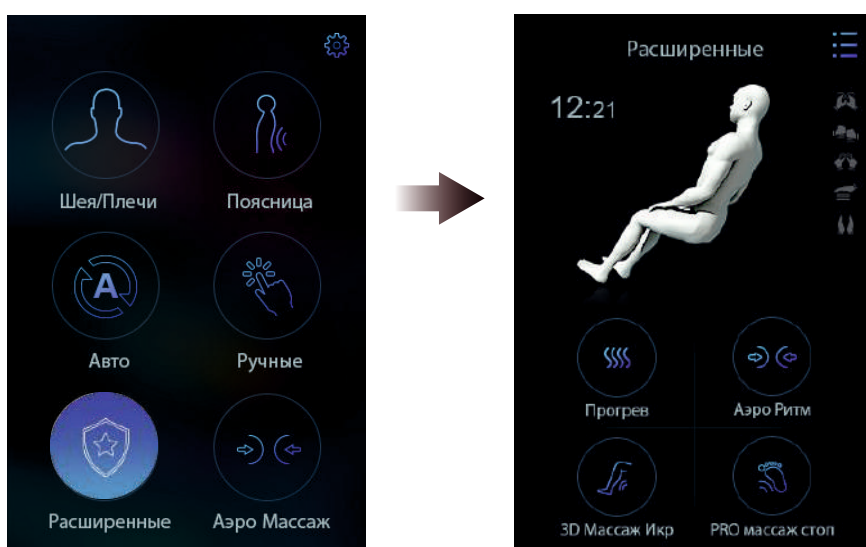 Шея/Плечи
Поясница
A
Авто
Ручные
Расширенные
Аэро Массаж
Расширенные
12:21
Прогрев
Аэро Ритм
3D Массаж Икр
PRO массаж стоп